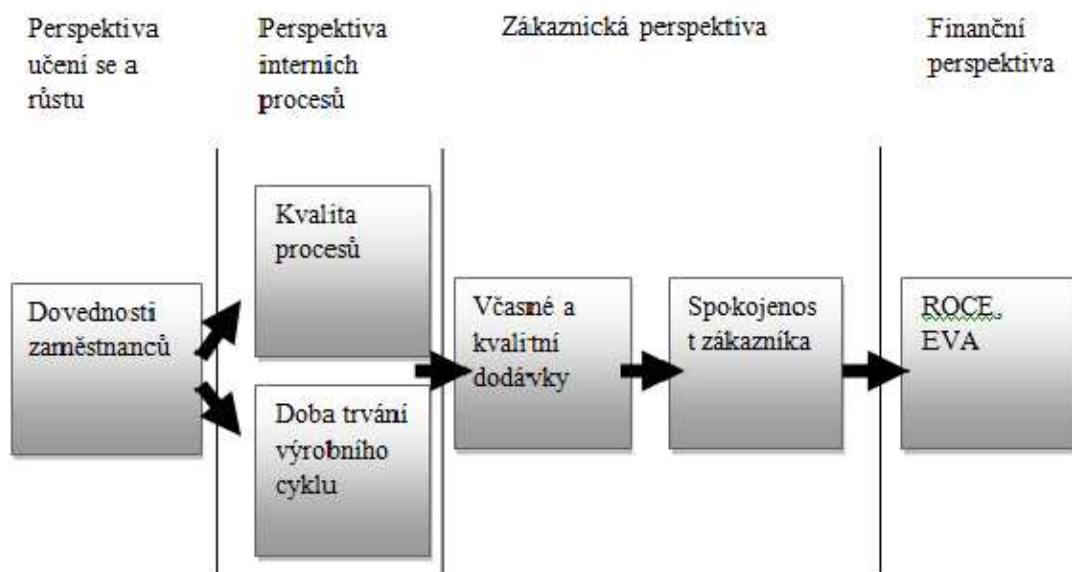 Perspektiva
učení se a
růstu
Perspektiva
interních
procesů
Zákaznická perspektiva
Finanční
perspektiva
Dovednosti
zaměstnanců
Kvalita
procesů
Doba trvání
výrobního
cyklu
Včasné a
kvalitní
dodávky
Spokojenos
t zákazníka
ROCE,
EVA